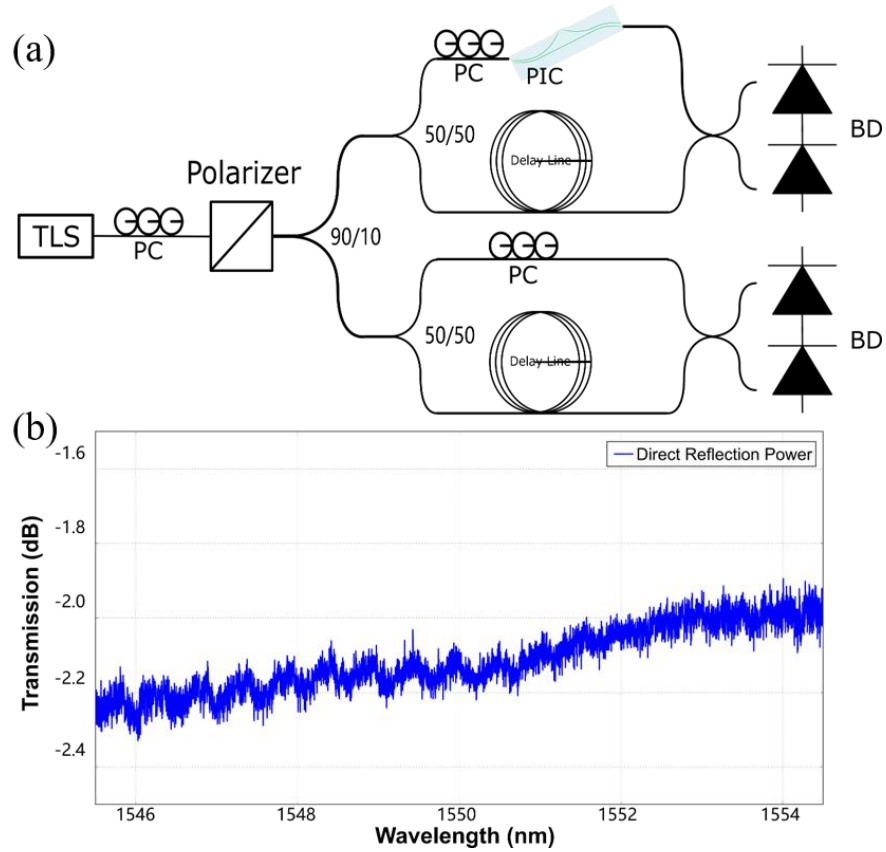 (a)
PC
PIC
50/50
Delay Line
BD
Polarizer
TLS
PC
90/10
PC
50/50
Delay Line
BD
(b)
Direct Reflection Power
-1.6
-1.8
-2.0
-2.2
-2.4
Transmission (dB)
1546
1548
1550
1552
1554
Wavelength (nm)